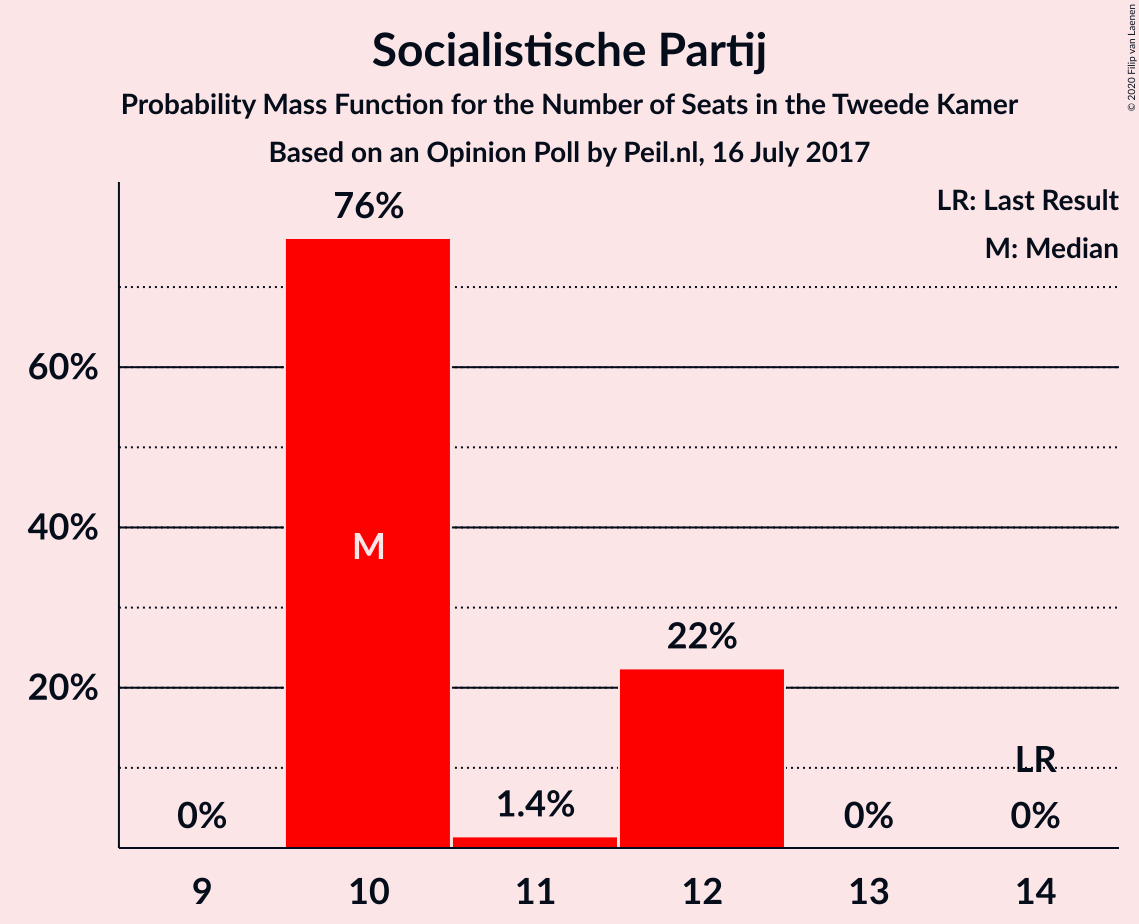 Socialistische Partij
Probability Mass Function for the Number of Seats in the Tweede Kamer
Based on an Opinion Poll by Peil.nl, 16 July 2017
© 2020 Filip van Laenen
LR: Last Result
M: Median
76%
60%
40%
M
22%
20%
LR
0%
1.4%
0%
0%
9
10
11
12
13
14